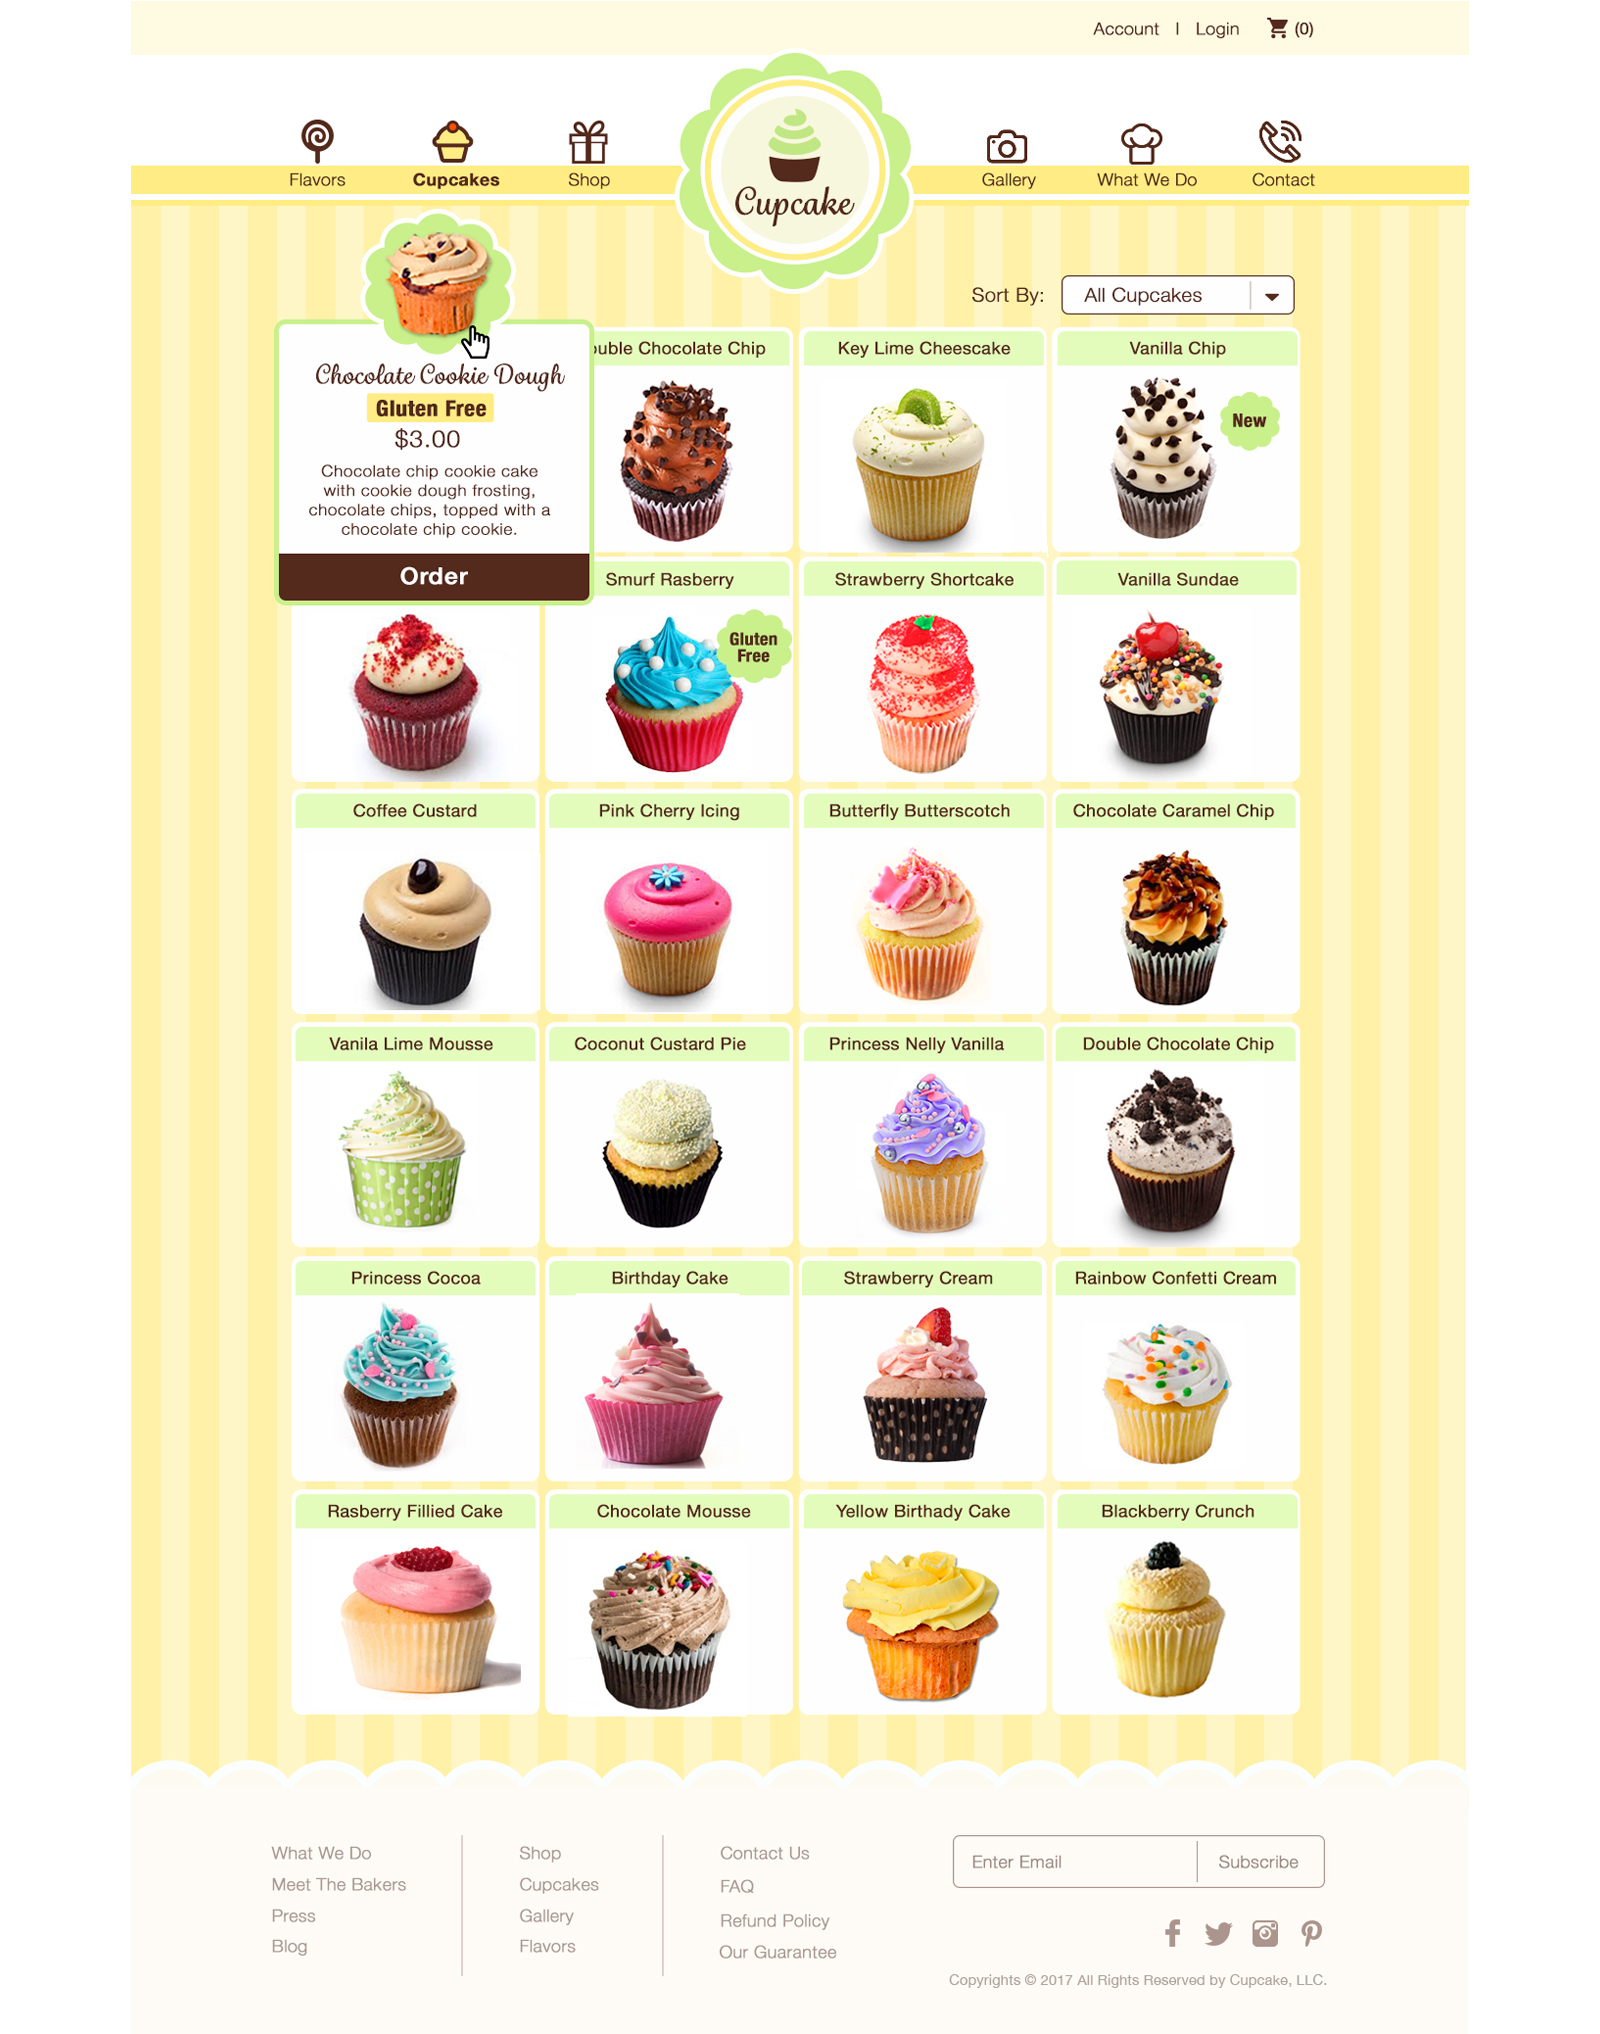 Account | Login (0)
Flavors
Cupcakes
Shop
Cupcake
Gallery
What We Do
Contact
Sort By: All Cupcakes
Chocolate Cookie Dough
Gluten Free
$3.00
Chocolate chip cookie cake
with cookie dough frosting,
chocolate chips, topped with a
chocolate chip cookie.
Order
Chocolate Chip
Key Lime Cheescake
Vanilla Chip
New
Smurf Rasberry
Strawberry Shortcake
Vanilla Sundae
Gluten
Free
Coffee Custard
Pink Cherry Icing
Butterfly Butterscotch
Chocolate Caramel Chip
Vanila Lime Mousse
Coconut Custard Pie
Princess Nelly Vanilla
Double Chocolate Chip
Princess Cocoa
Birthday Cake
Strawberry Cream
Rainbow Confetti Cream
Rasberry Fillied Cake
Chocolate Mousse
Yellow Birthady Cake
Blackberry Crunch
What We Do
Meet The Bakers
Press
Blog
Shop
Cupcakes
Gallery
Flavors
Contact Us
FAQ
Refund Policy
Our Guarantee
Enter Email
Subscribe
Copyrights © 2017 All Rights Reserved by Cupcake, LLC.